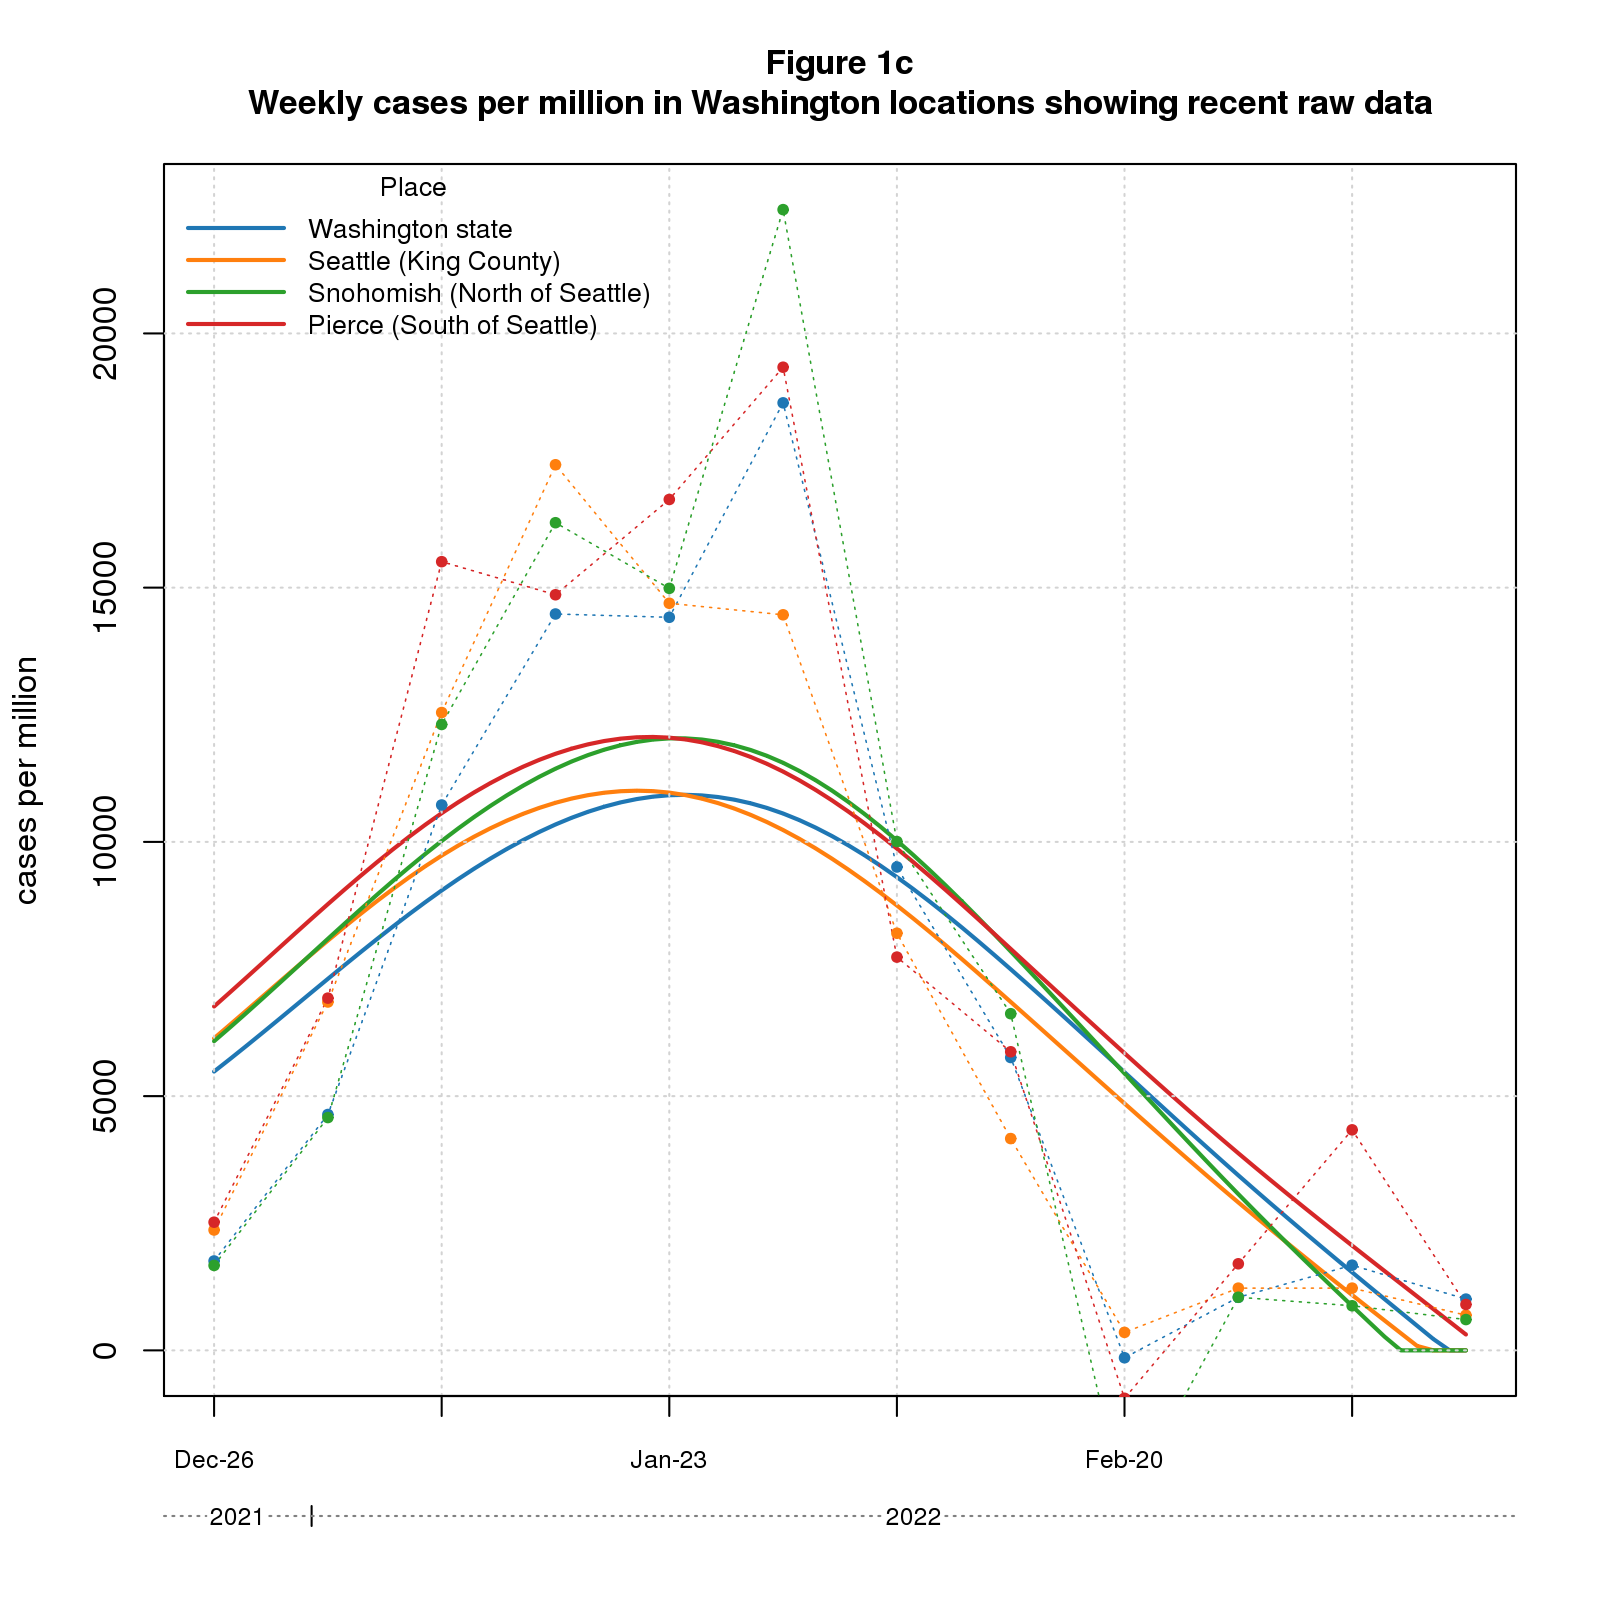 Figure 1c
Weekly cases per million in Washington locations showing recent raw data
Place
Washington state
Seattle (King County)
Snohomish (North of Seattle)
Pierce (South of Seattle)
cases per million
20000
15000
10000
5000
0
Dec-26
Jan-23
Feb-20
2021
2022